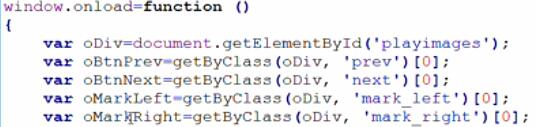 window.onload=function ()
{
    var oDiv=document.getElementById('playimages');
    var oBtnPrev=getByClass(oDiv, 'prev')[0];
    var oBtnNext=getByClass(oDiv, 'next')[0];
    var oMarkLeft=getByClass(oDiv, 'mark_left')[0];
    var oMarkRight=getByClass(oDiv, 'mark_right')[0];